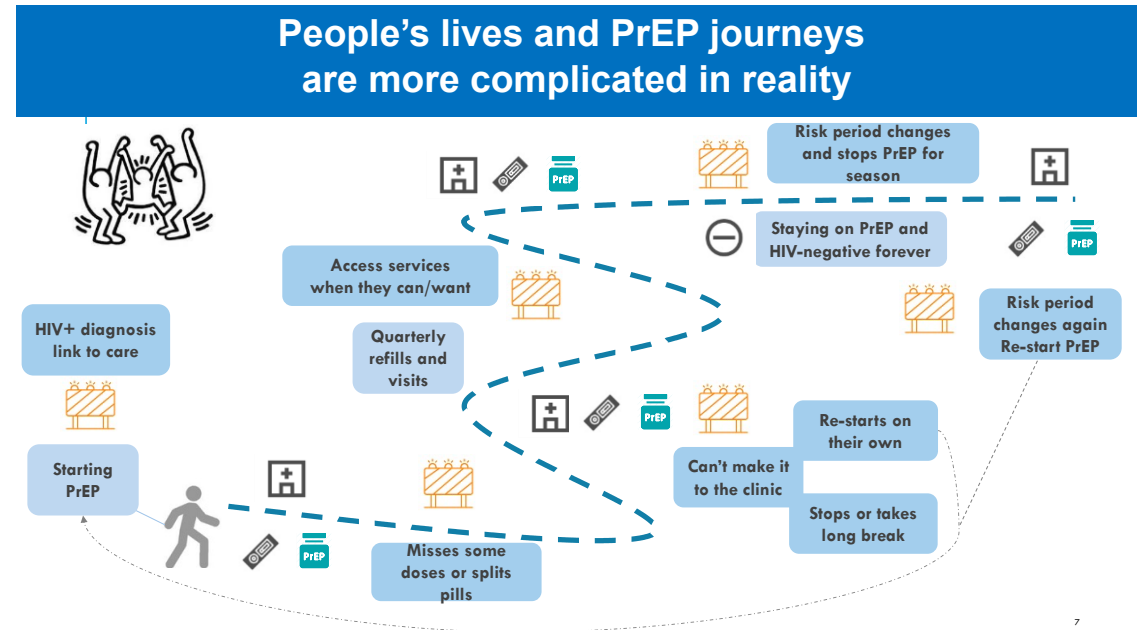 People's lives and PrEP journeys
are more complicated in reality
Risk period changes
and stops PrEP for
season
PrEP
Staying on PrEP and
HIV-negative forever
PrEP
Access services
when they can/want
Risk period
changes again
Re-start PrEP
HIV+ diagnosis
link to care
Quarterly
refills and
visits
PrEP
Re-starts on
their own
Can't make it
to the clinic
Starting
PrEP
Stops or takes
long break
PrEP
Misses some
doses or splits
pills
7